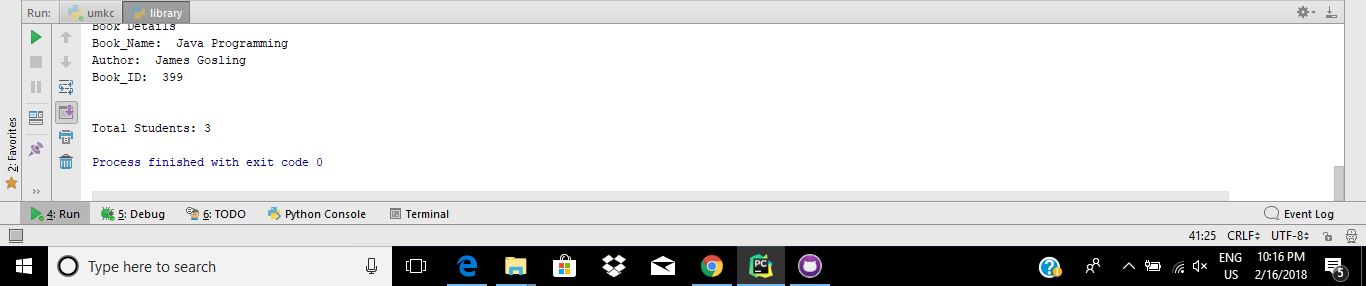 Run: umkc library
Book Details
Book_Name:  Java Programming
Author:  James Gosling
Book_ID:  399
Total Students: 3
Process finished with exit code 0
2: Favorites
4: Run 5: Debug 6: TODO Python Console Terminal Event Log
41:25 CRLF UTF-8
Type here to search
PC
ENG
US
10:16 PM
2/16/2018
5